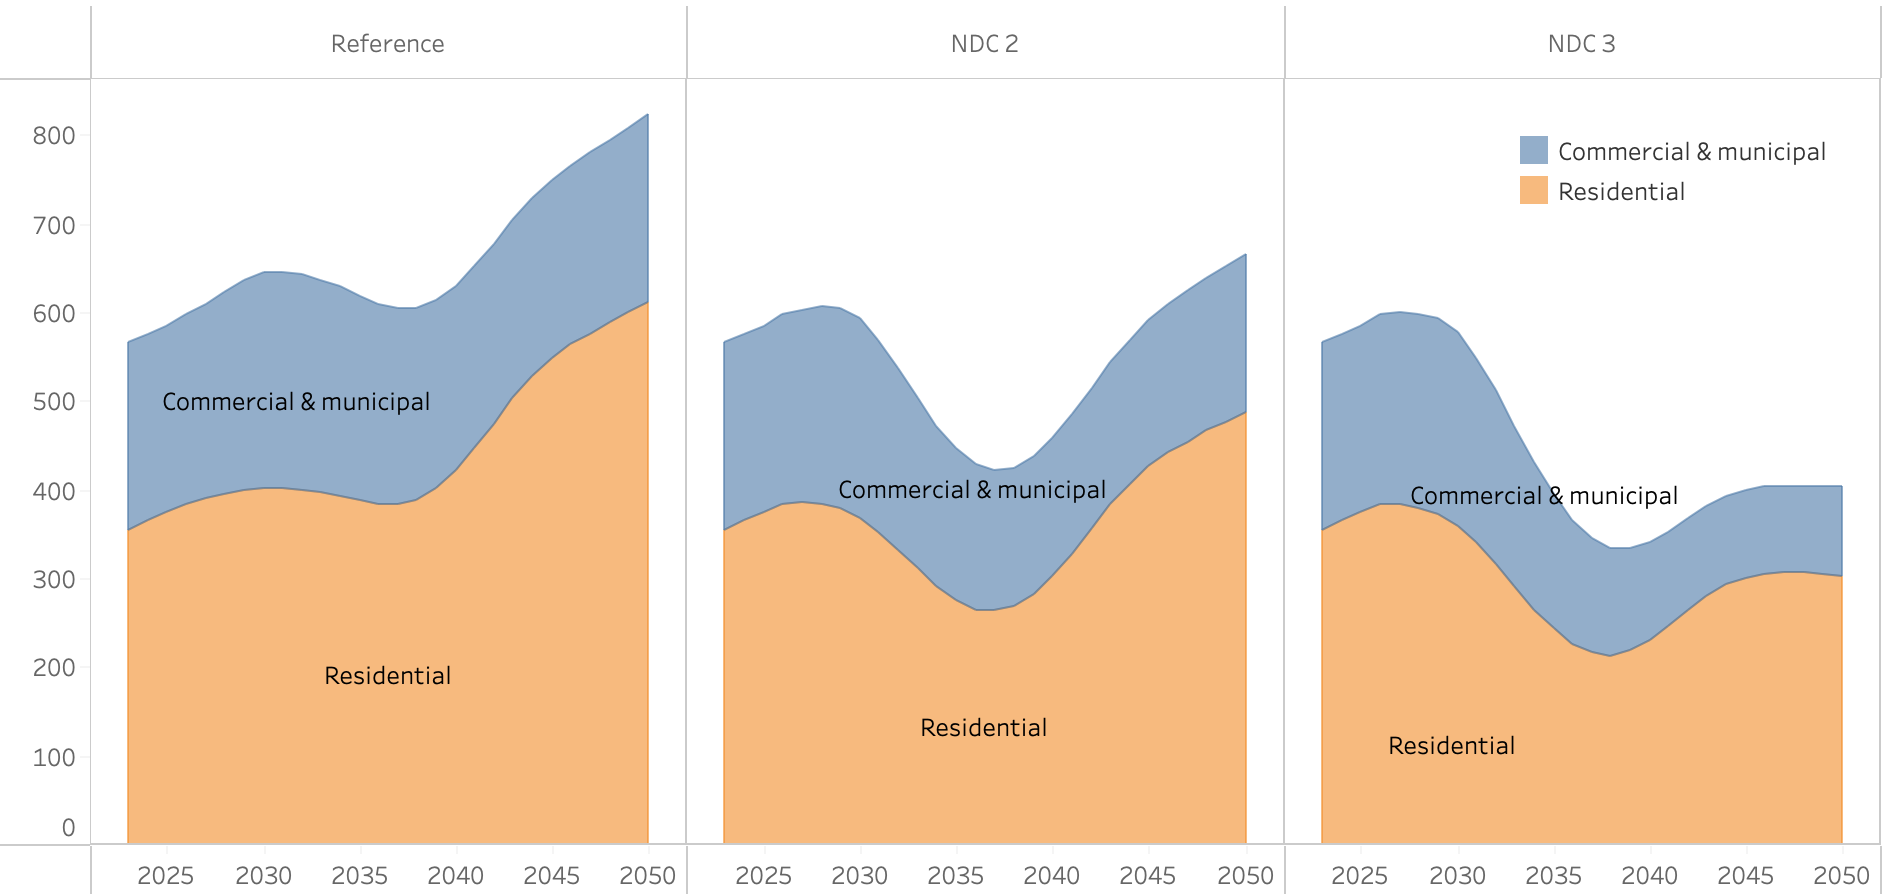 Reference NDC 2 NDC 3
800
700
600
500
400
300
200
100
0
Commercial & municipal
Residential
Commercial & municipal
Commercial & municipal
Commercial & municipal
Residential
Residential
Residential
2025 2030 2035 2040 2045 2050 2025 2030 2035 2040 2045 2050 2025 2030 2035 2040 2045 2050